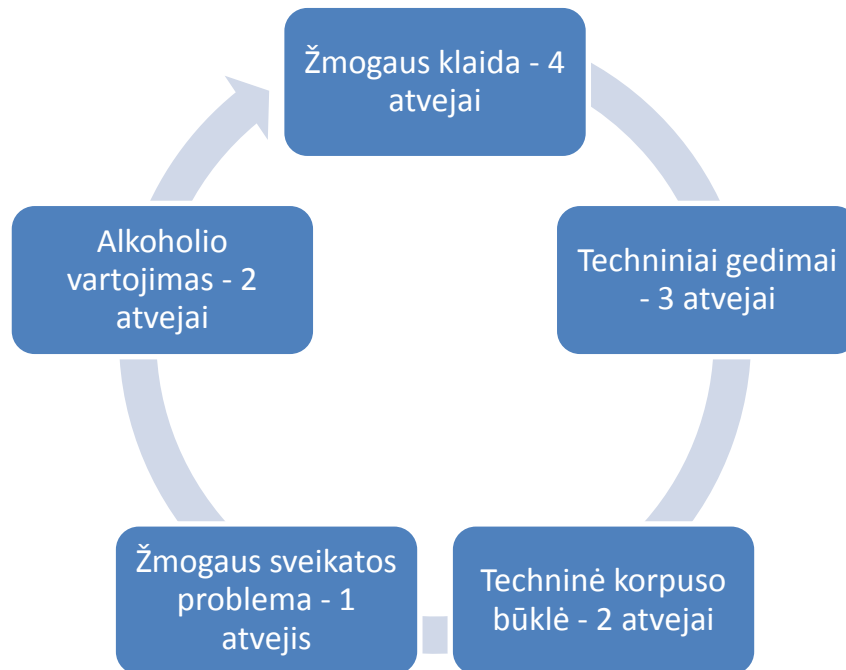 Žmogaus klaida - 4
atvejai
Techniniai gedimai
- 3 atvejai
Techninė korpuso
būklė - 2 atvejai
Žmogaus sveikatos
problema - 1
atvejis
Alkoholio
vartojimas - 2
atvejai